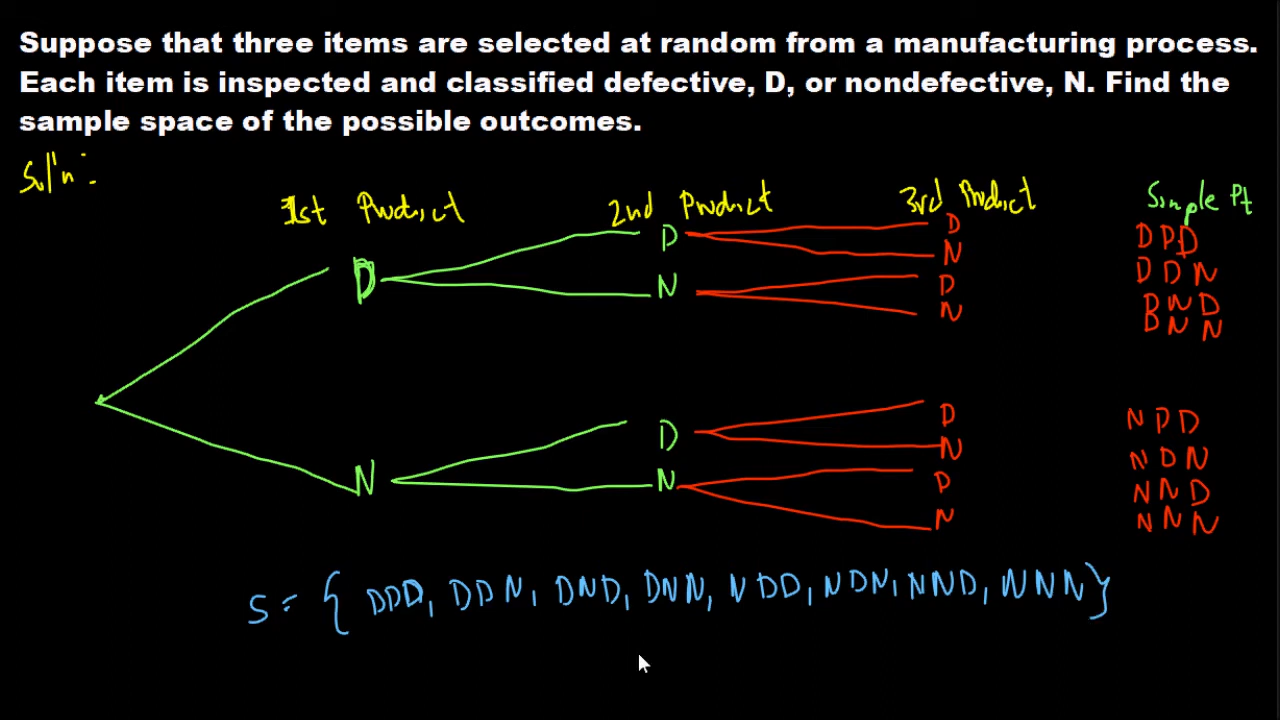 Suppose that three items are selected at random from a manufacturing process.
Each item is inspected and classified defective, D, or nondefective, N. Find the
sample space of the possible outcomes.
Sol'n :
1st Product 2nd Product 3rd Product Simple Pt
D D D DDD
N DDN
N D DND
N DNN
N D D NDD
N NDN
N D NND
N NNN
S = { DDD, DDN, DND, DNN, NDD, NDN, NND, NNN }